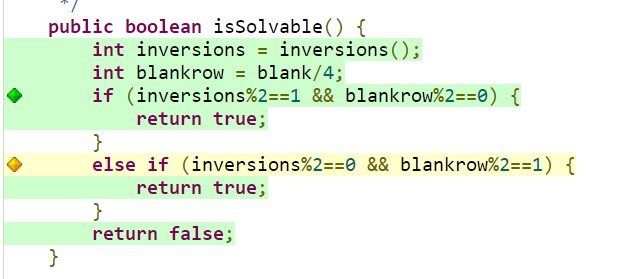 */
public boolean isSolvable() {
int inversions = inversions();
int blankrow = blank/4;
if (inversions%2==1 && blankrow%2==0) {
return true;
}
else if (inversions%2==0 && blankrow%2==1) {
return true;
}
return false;
}